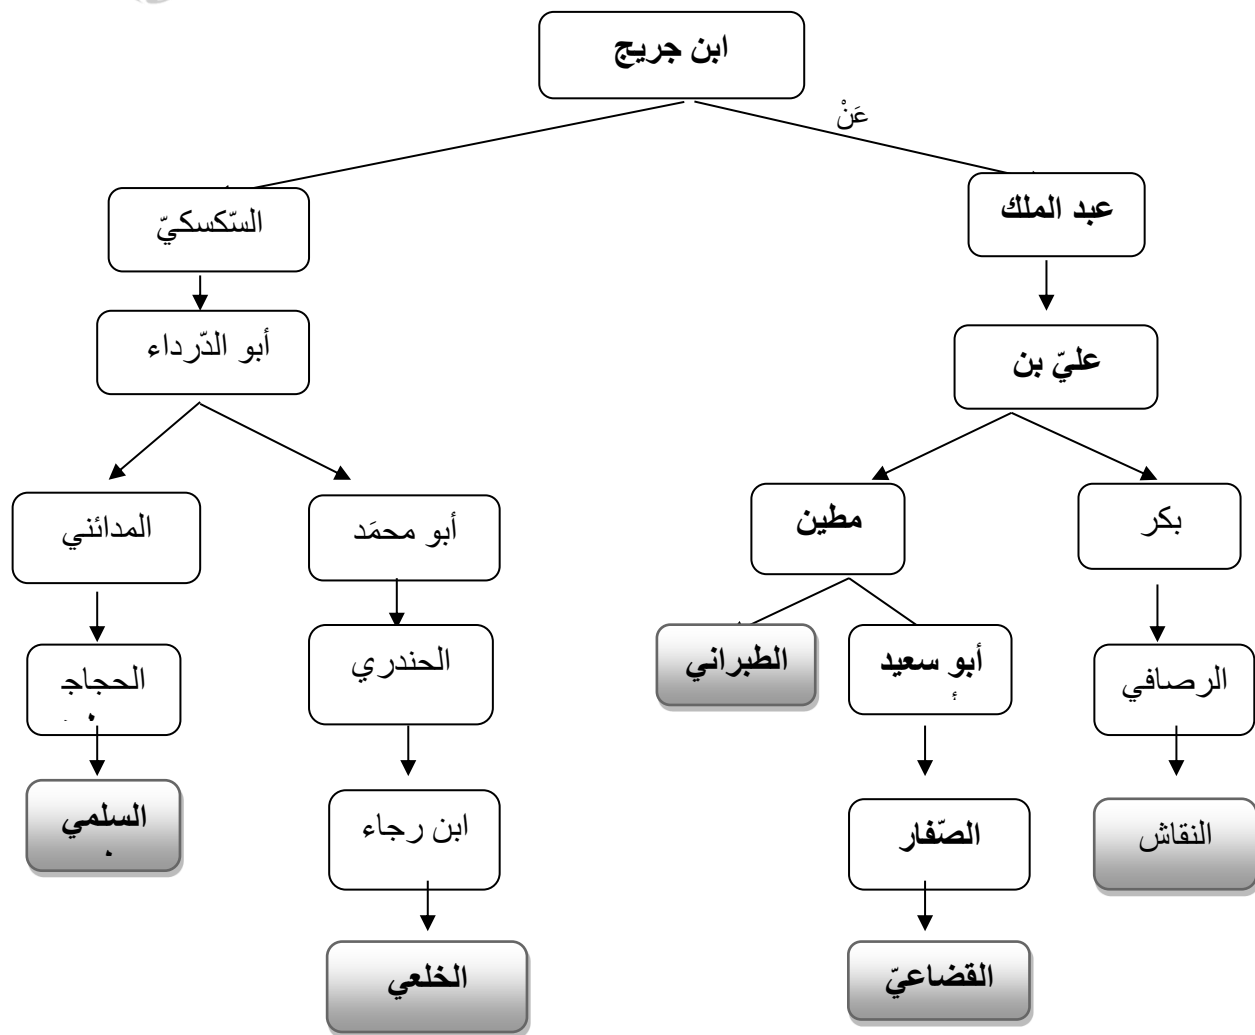 ابن جريج
عَنْ
عبد الملك
السّكسكيّ
عليّ بن
أبو الدّرداء
بكر
مطين
أبو محمَد
المدائني
الرصافي
أبو سعيد
الطبراني
الحندري
الحجاج
النقاش
الصّفار
ابن رجاء
السلمي
القضاعيّ
الخلعي